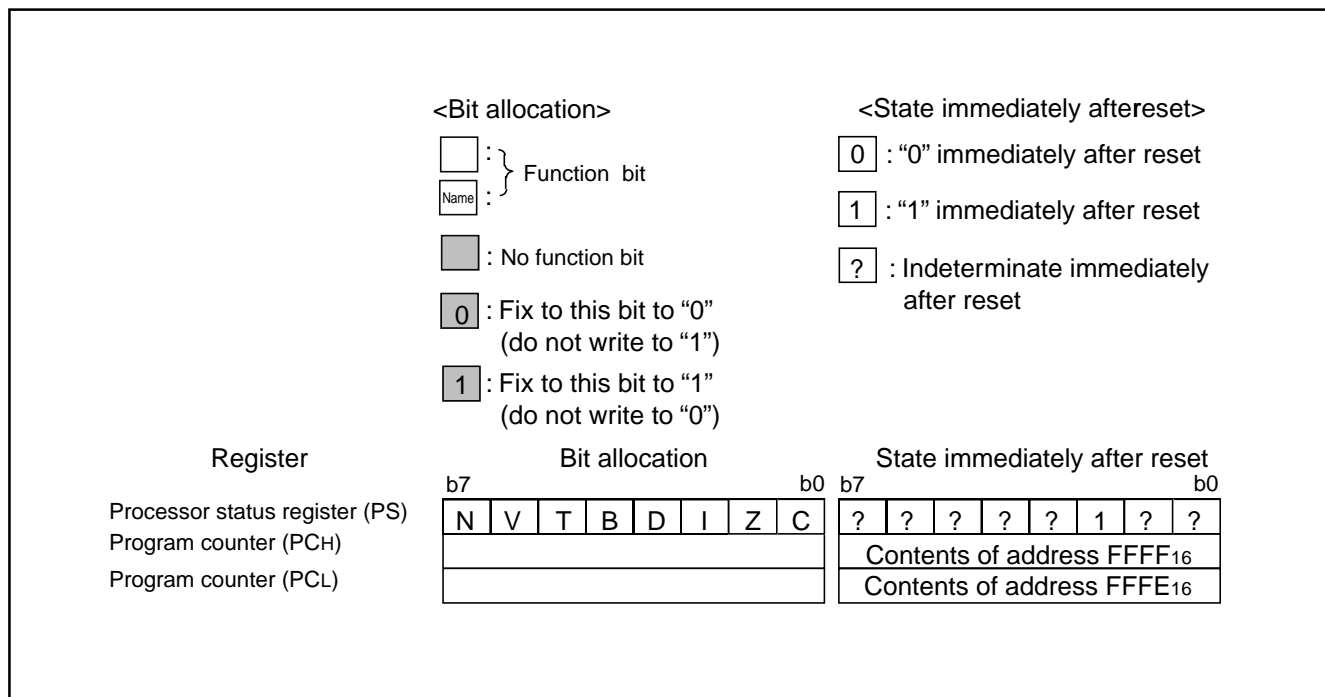 <Bit allocation> <State immediately aftereset>
: 
Name : Function bit
: No function bit
0 : Fix to this bit to “0”
(do not write to “1”)
1 : Fix to this bit to “1”
(do not write to “0”)
0 : “0” immediately after reset
1 : “1” immediately after reset
? : Indeterminate immediately
after reset
Register Bit allocation State immediately after reset
b7 b0 b7 b0
Processor status register (PS) N V T B D I Z C ? ? ? ? ? 1 ? ?
Program counter (PCH) Contents of address FFFF16
Program counter (PCL) Contents of address FFFE16